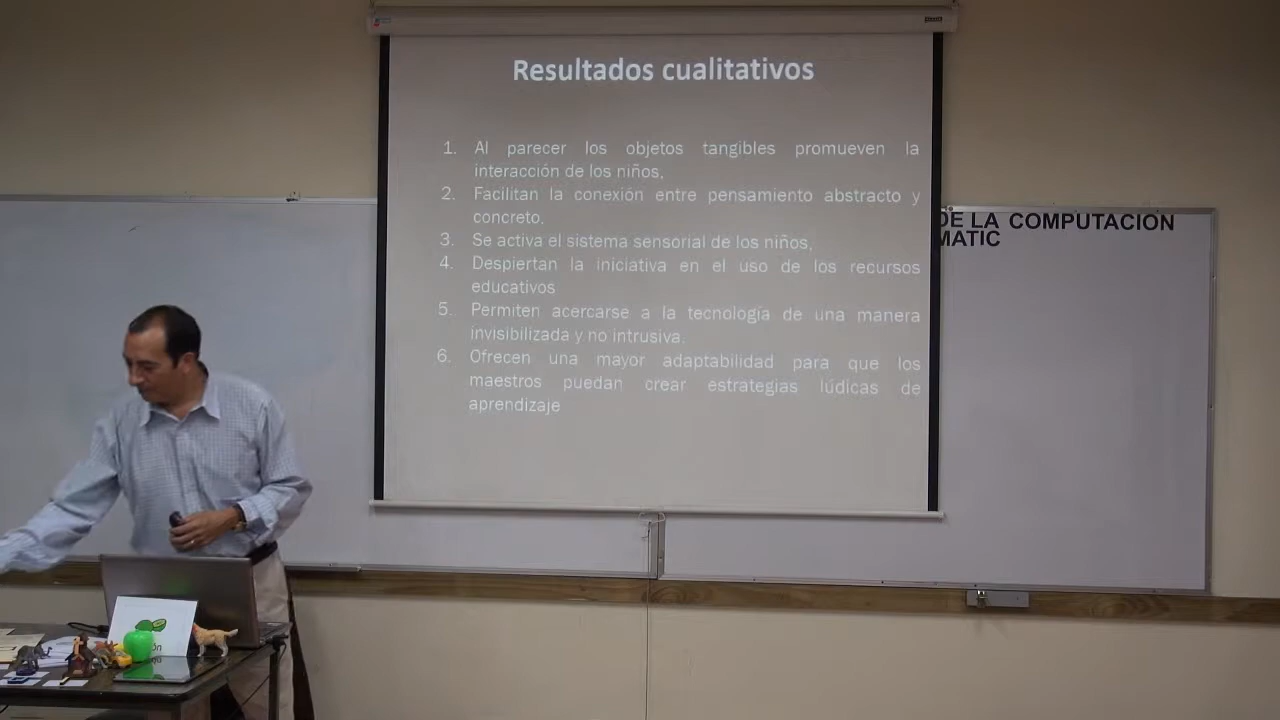 Resultados cualitativos
1. Al parecer los objetos tangibles promueven la
interacción de los niños,
2. Facilitan la conexión entre pensamiento abstracto y
concreto,
3. Se activa el sistema sensorial de los niños,
4. Despiertan la iniciativa en el uso de los recursos
educativos
5. Permiten acercarse a la tecnología de una manera
invisibilizada y no intrusiva.
6. Ofrecen una mayor adaptabilidad para que los
maestros puedan crear estrategias lúdicas de
aprendizaje
DE LA COMPUTACION
MATIC